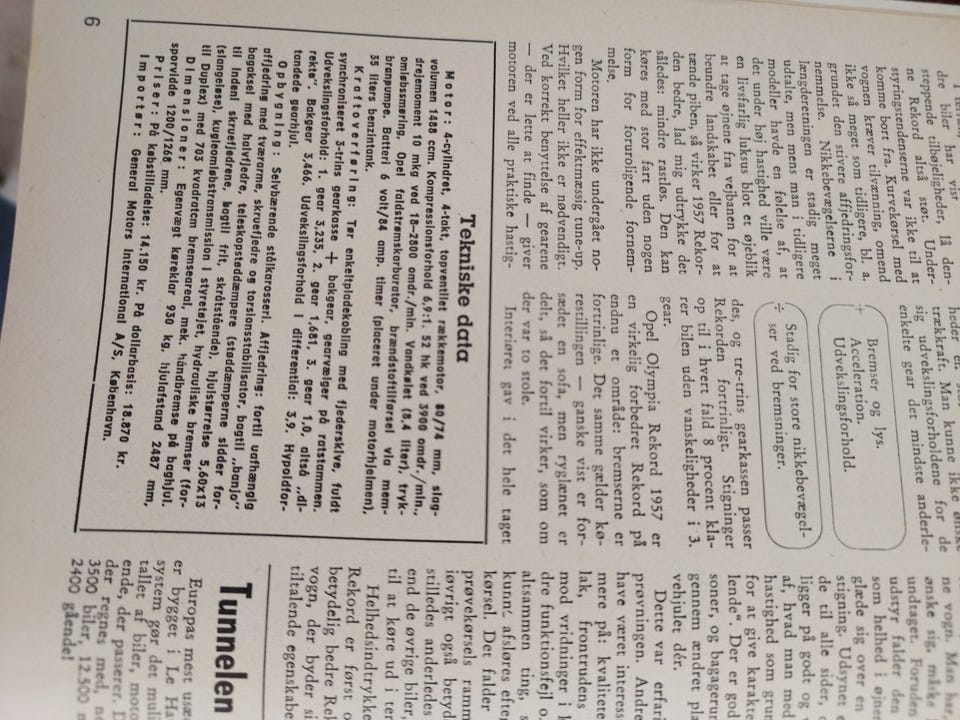 dre biler har vist
steppende tilbøjeligheder, lå den-
ne Rekord altså støt. Under-
styringstendenserne var ikke til at
komme bort fra. Kurvekørsel med
vognen kræver tilvænning, omend
ikke så meget som tidligere, bl. a.
grundet den stivere affjedringsfor-
nemmelse. Nikkebevægelserne i
længderetningen er stadig meget
udtalte, men mens man i tidligere
modeller havde en følelse af, at
det under høj hastighed ville være
en livsfarlig luksus blot et øjeblik
at tage øjnene fra vejbanen for at
beundre landskabet eller for at
tænde piben, så virker 1957 Rekor-
den bedre, lad mig udtrykke det
således: mindre rastløs. Den kan
køres med stor fart uden nogen
form for foruroligende fornem-
melse.
Motoren har ikke undergået no-
gen form for effektmæssig tune-up.
Hvilket heller ikke er nødvendigt.
Ved korrekt benyttelse af gearene
— der er lette at finde — giver
motoren ved alle praktiske hastig-
heder en
trækkraft. Man kunne ikke ønske
sig udvekslingsforholdene for de
enkelte gear det mindste anderle-
+
Bremser og lys.
Acceleration.
Udvekslingsforhold.
÷
Stadig for store nikkebevægel-
ser ved bremsninger.
des, og tre-trins gearkassen passer
Rekorden fortrinligt. Stigninger
op til i hvert fald 8 procent kla-
rer bilen uden vanskeligheder i 3.
gear.
Opel Olympia Rekord 1957 er
en virkelig forbedret Rekord på
endnu et område: bremserne er
fortrinlige. Det samme gælder kø-
restillingen — ganske vist er for-
sædet en sofa, men ryglænet er
delt, så det fortil virker, som om
der var to stole.
Interiøret gav i det hele taget
Tekniske data
Motor: 4-cylindret, 4-takt, topventilet rækkemotor, 80/74 mm, slag-
volumen 1488 ccm. Kompressionsforhold 6,9:1. 52 hk ved 3900 omdr./min.,
drejemoment 10 mkg ved 18-2800 omdr./min. Vandkølet (8,4 liter), tryk-
omløbssmøring. Opel faldstrømskarburator, brændstoftilførsel via mem-
branpumpe. Batteri 6 volt/84 amp. timer (placeret under motorhjelmen),
35 liters benzintank.
Kraftoverføring: Tør enkeltpladekobling med fjederskive, fuldt
synchroniseret 3-trins gearkasse + bakgear, gearvælger på ratstammen.
Udvekslingsforhold: 1. gear 3,235, 2. gear 1,681, 3. gear 1,0, altså „di-
rekte". Bakgear 3,466. Udvekslingsforhold i differential: 3,9. Hypoidfor-
tandede gearhjul.
Opbygning: Selvbærende stålkarosseri. Affjedring: fortil uafhængig
affjedring med tværarme, skruefjedre og torsionsstabilisator, bagtil „banjo"
bagaksel med halvfjedre, teleskopstøddæmpere (støddæmperne sidder for-
til indeni skruefjedrene, bagtil frit, skråtstående), hjulstørrelse 5,60x13
(slangeløse), kugleomløbstransmission i styretøjet, hydrauliske bremser (for-
til Duplex) med 703 kvadratcm bremseareal, mek. håndbremse på baghjul.
Dimensioner: Egenvægt køreklar 930 kg, hjulafstand 2487 mm,
sporvidde 1200/1268 mm.
Priser: På købstilladelse: 14.150 kr. På dollarbasis: 18.870 kr.
Importør: General Motors International A/S, København.
6
ne vogn. Man har,
ønske sig, måske
undtaget. Foruden
udstyr falder den
som helhed i øjne
glæde sig over en
stigning. Udsynet
de til alle sider,
ligger på godt og v
af, hvad man med
hastighed som gram
for at give karakte
lende" Der er god
soner, og bagagerum
gennem ændret pla
vehjulet dér.
Dette var erfari
prøvningen. Andre
have været interess
mere på: kvalitete
lak, frontrudens
mod vridninger i k
dre funktionsfejl o.
altsammen ting, s
kunne afsløres efte
kørsel. Det falder
prøvekørsels ramm
iøvrigt også betyd
stilledes anderledes
end de øvrige biler,
til at køre ud i ter
Helhedsindtrykke
Rekord er først o
betydelig bedre Rek
vogn, der byder si
tiltalende egenskabe
Tunnelen
Europas mest usæ
er bygget i Le Ha
system gør det muli
tallet af biler, moto
ende, der passerer. D
der regnes med, na
3500 biler, 12.500 m
2400 gående!